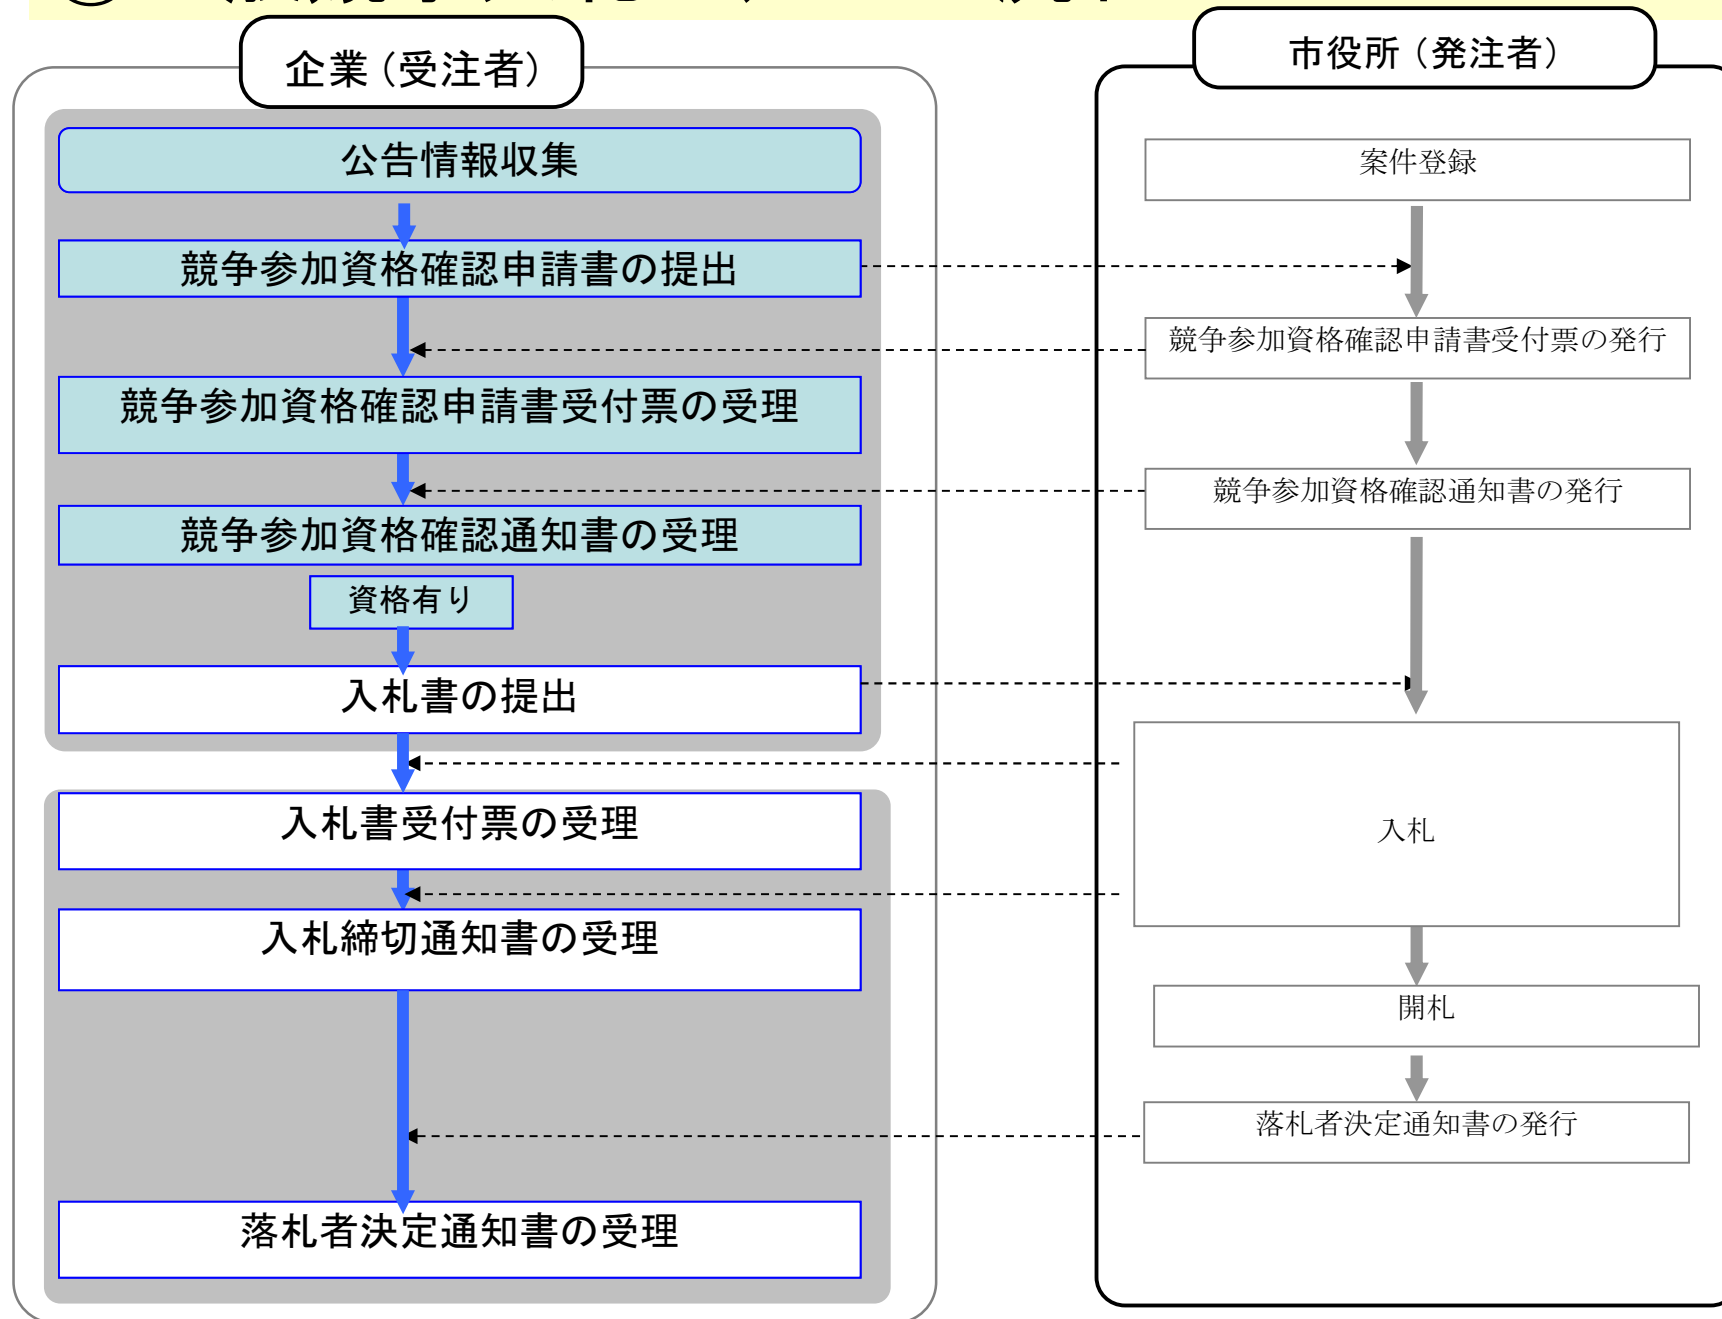 企業（受注者）
公告情報収集
競争参加資格確認申請書の提出
競争参加資格確認申請書受付票の受理
競争参加資格確認通知書の受理
資格有り
入札書の提出
入札書受付票の受理
入札締切通知書の受理
落札者決定通知書の受理
市役所（発注者）
案件登録
競争参加資格確認申請書受付票の発行
競争参加資格確認通知書の発行
入札
開札
落札者決定通知書の発行